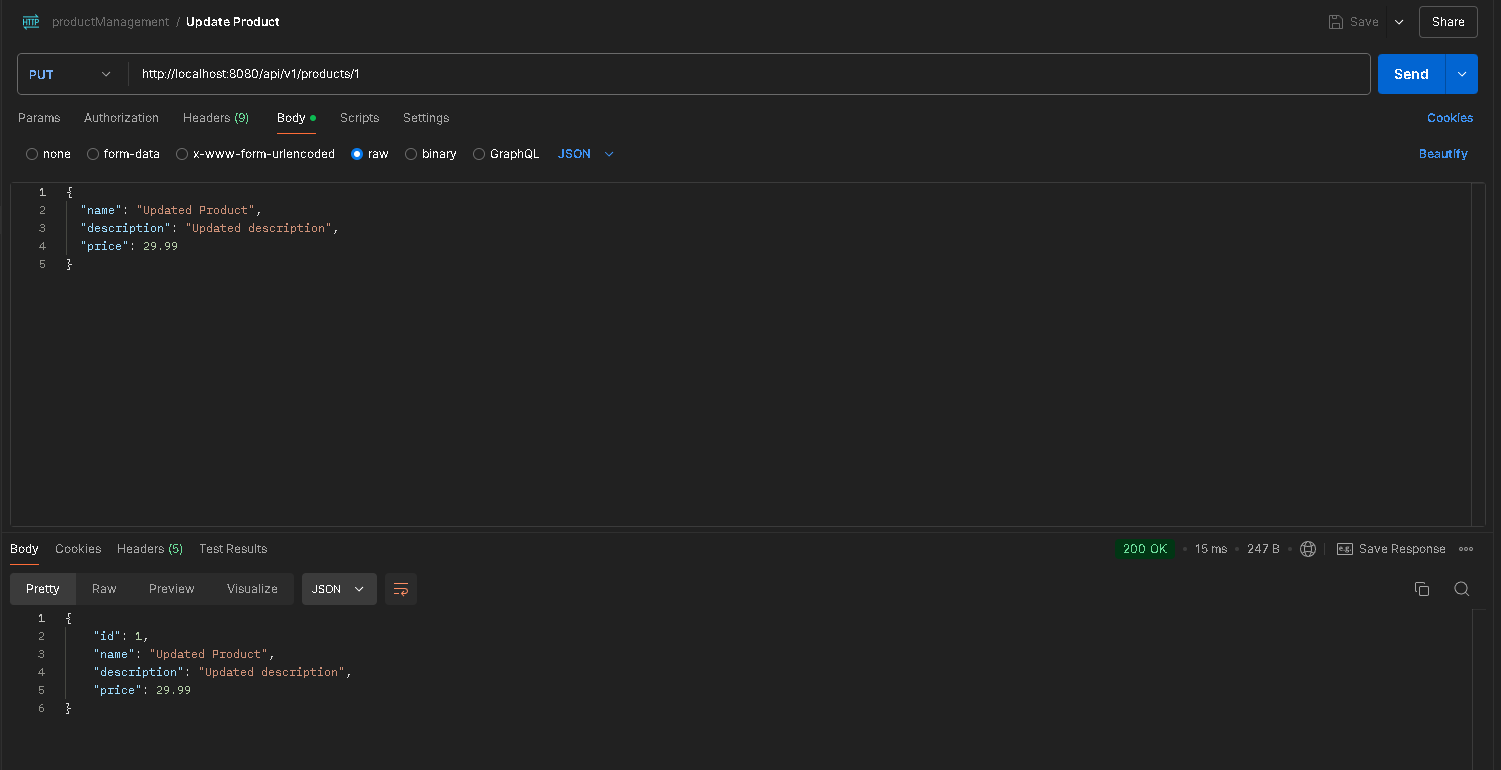 HTTP productManagement / Update Product Save Share
PUT http://localhost:8080/api/v1/products/1 Send
Params Authorization Headers (9) Body Scripts Settings Cookies
none form-data x-www-form-urlencoded raw binary GraphQL JSON Beautify
1 {
2 "name": "Updated Product",
3 "description": "Updated description",
4 "price": 29.99
5 }
Body Cookies Headers (5) Test Results 200 OK • 15 ms • 247 B • e.g. Save Response
Pretty Raw Preview Visualize JSON
1 {
2 "id": 1,
3 "name": "Updated Product",
4 "description": "Updated description",
5 "price": 29.99
6 }